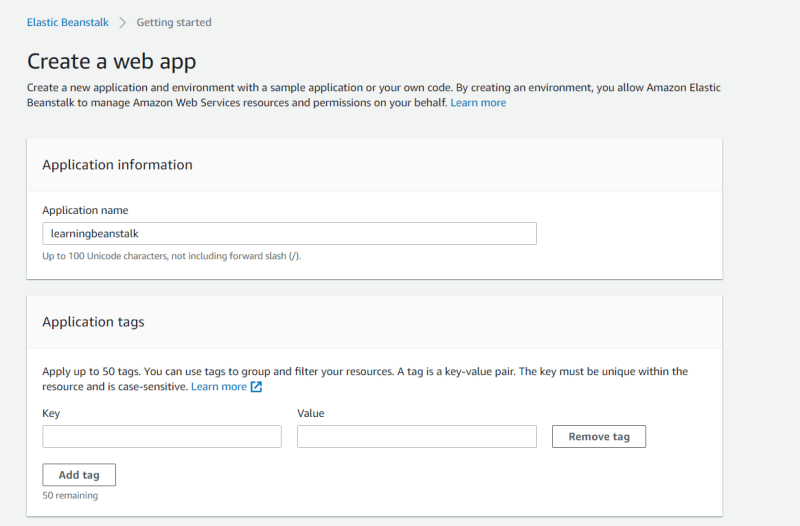 Elastic Beanstalk > Getting started
Create a web app
Create a new application and environment with a sample application or your own code. By creating an environment, you allow Amazon Elastic
Beanstalk to manage Amazon Web Services resources and permissions on your behalf. Learn more
Application information
Application name
learningbeanstalk
Up to 100 Unicode characters, not including forward slash (/).
Application tags
Apply up to 50 tags. You can use tags to group and filter your resources. A tag is a key-value pair. The key must be unique within the
resource and is case-sensitive. Learn more
Key Value
Remove tag
Add tag
50 remaining